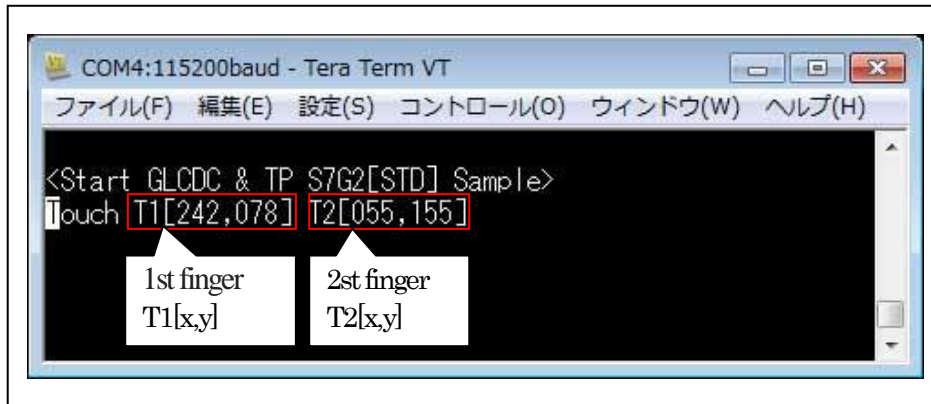 COM4:115200baud - Tera Term VT
ファイル(F) 編集(E) 設定(S) コントロール(O) ウィンドウ(W) ヘルプ(H)
<Start GLCDC & TP S7G2[STD] Sample>
Touch T1[242,078] T2[055,155]
1st finger
T1[x,y]
2st finger
T2[x,y]